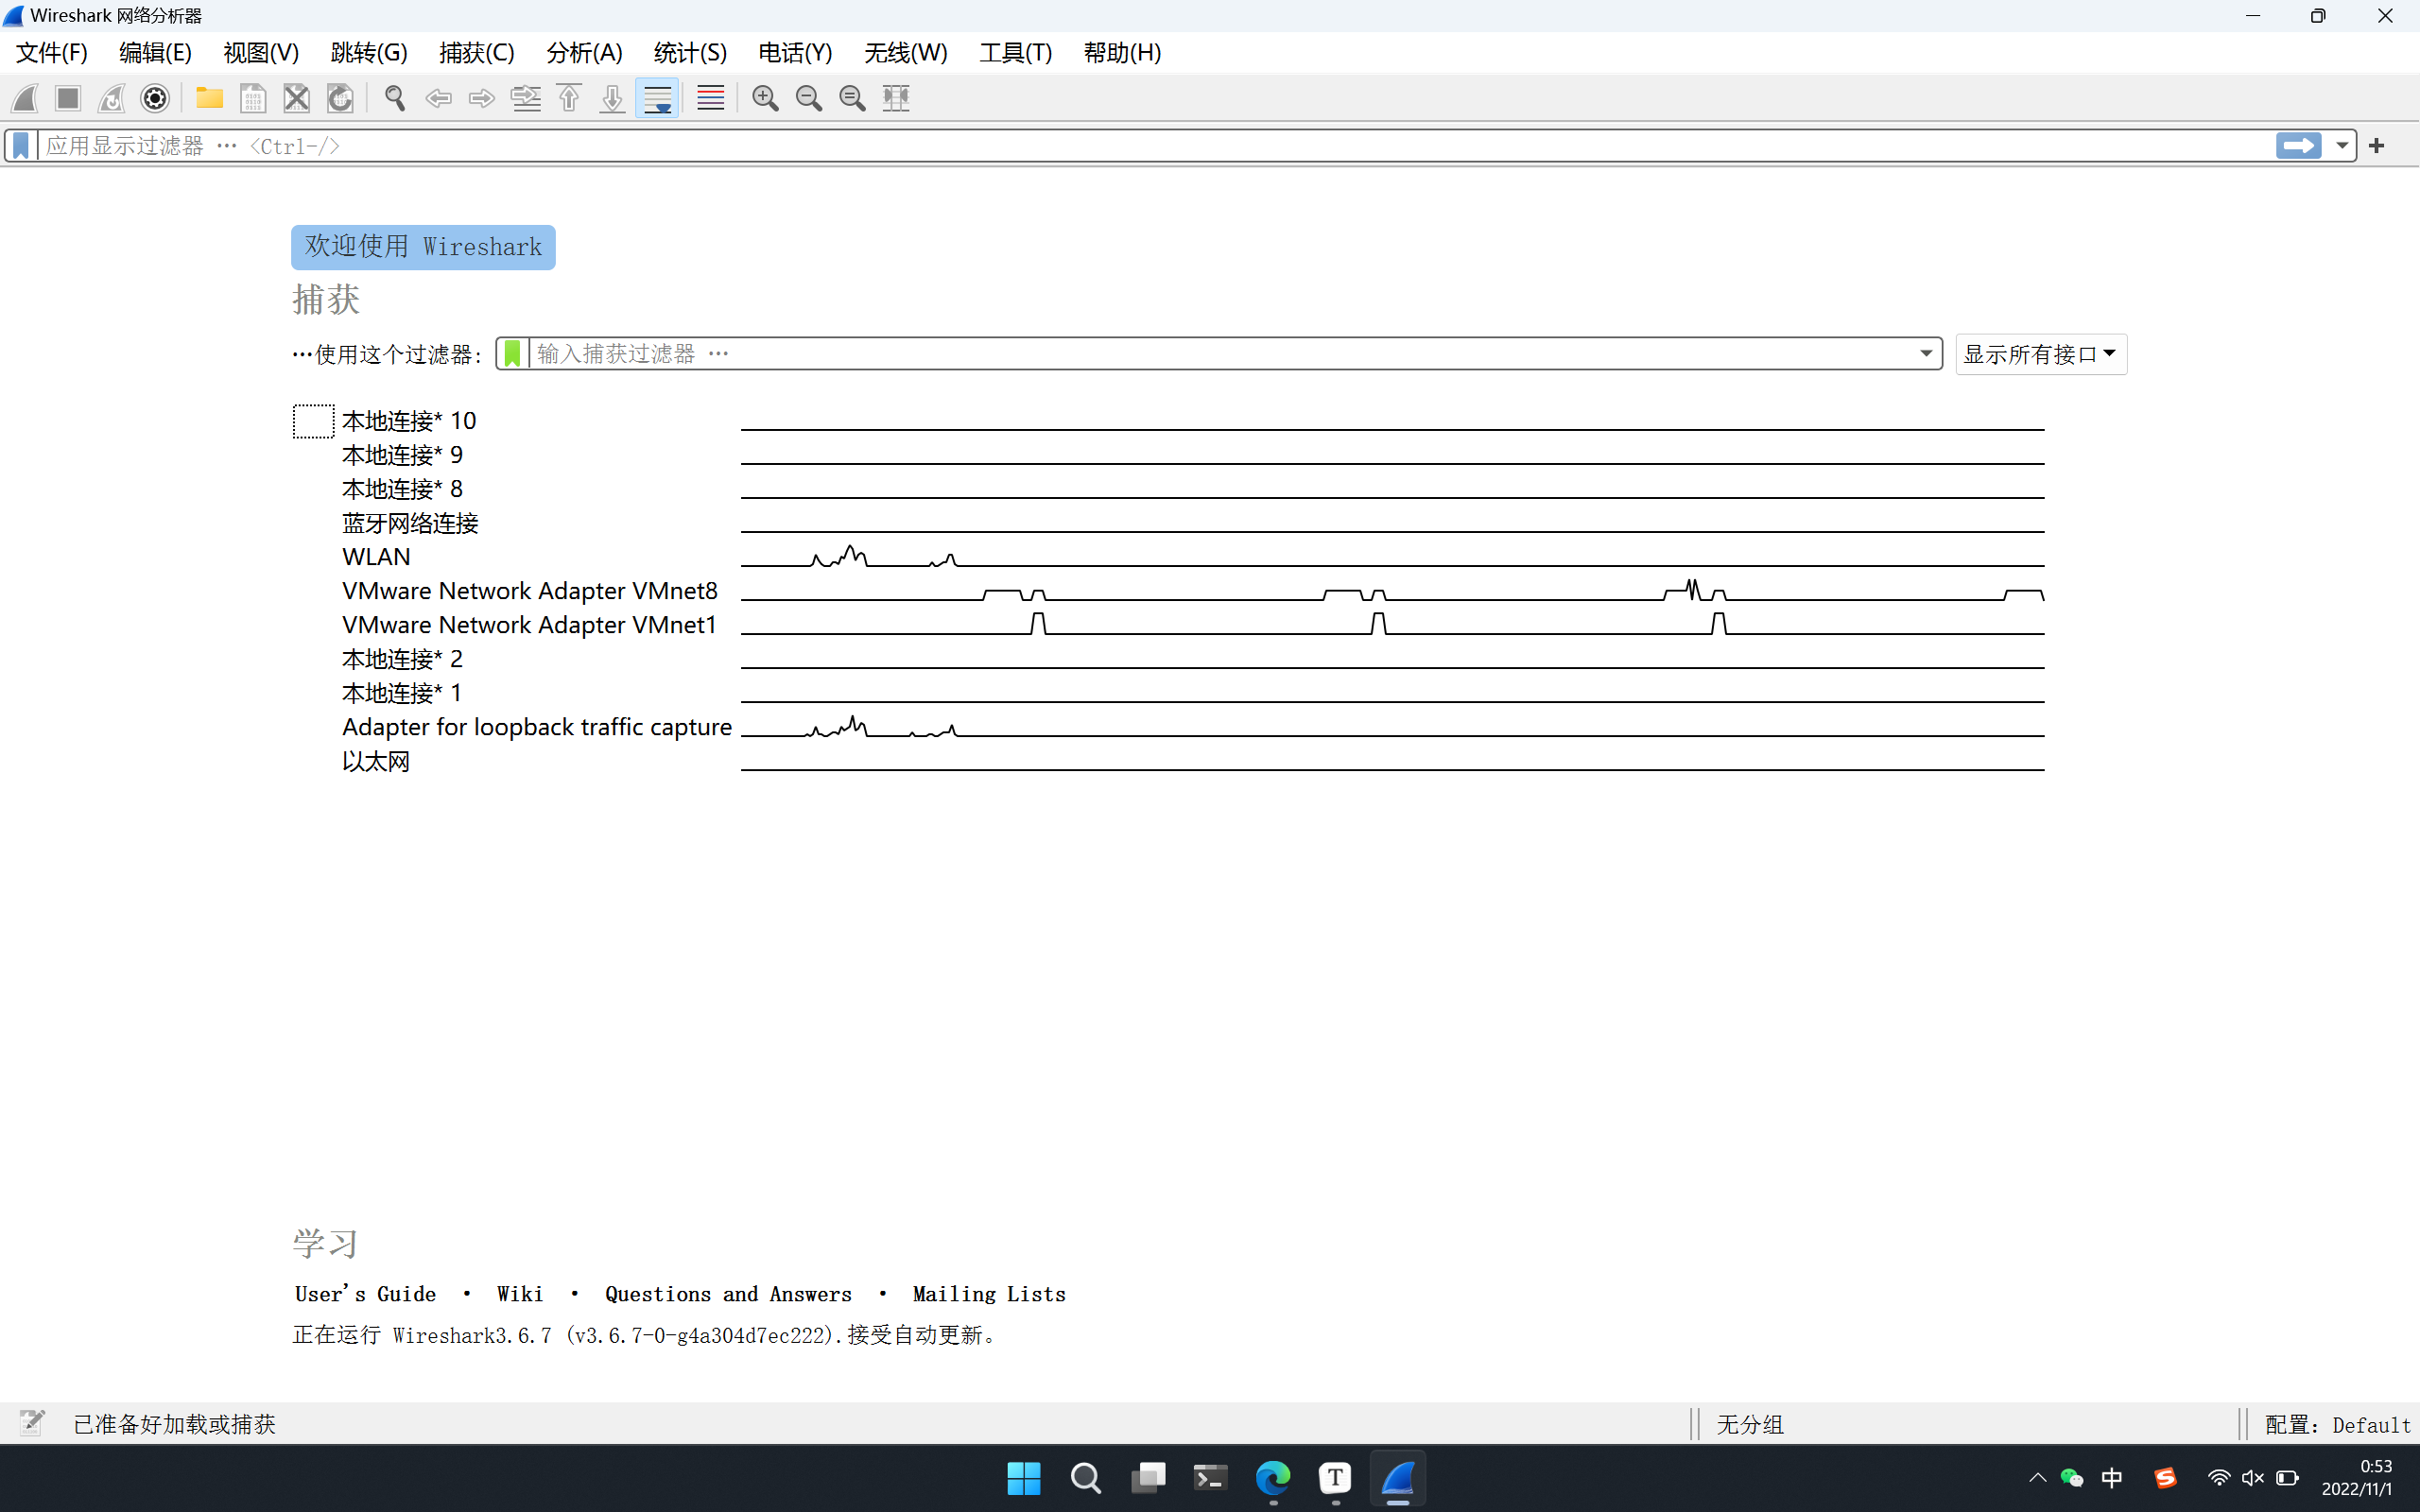 Wireshark 网络分析器
文件(F) 编辑(E) 视图(V) 跳转(G) 捕获(C) 分析(A) 统计(S) 电话(Y) 无线(W) 工具(T) 帮助(H)
应用显示过滤器 … <Ctrl-/>
欢迎使用 Wireshark
捕获
…使用这个过滤器: 输入捕获过滤器 … 显示所有接口
本地连接* 10
本地连接* 9
本地连接* 8
蓝牙网络连接
WLAN
VMware Network Adapter VMnet8
VMware Network Adapter VMnet1
本地连接* 2
本地连接* 1
Adapter for loopback traffic capture
以太网
学习
User's Guide • Wiki • Questions and Answers • Mailing Lists
正在运行 Wireshark3.6.7 (v3.6.7-0-g4a304d7ec222).接受自动更新。
已准备好加载或捕获 无分组 配置: Default
中 0:53
2022/11/1